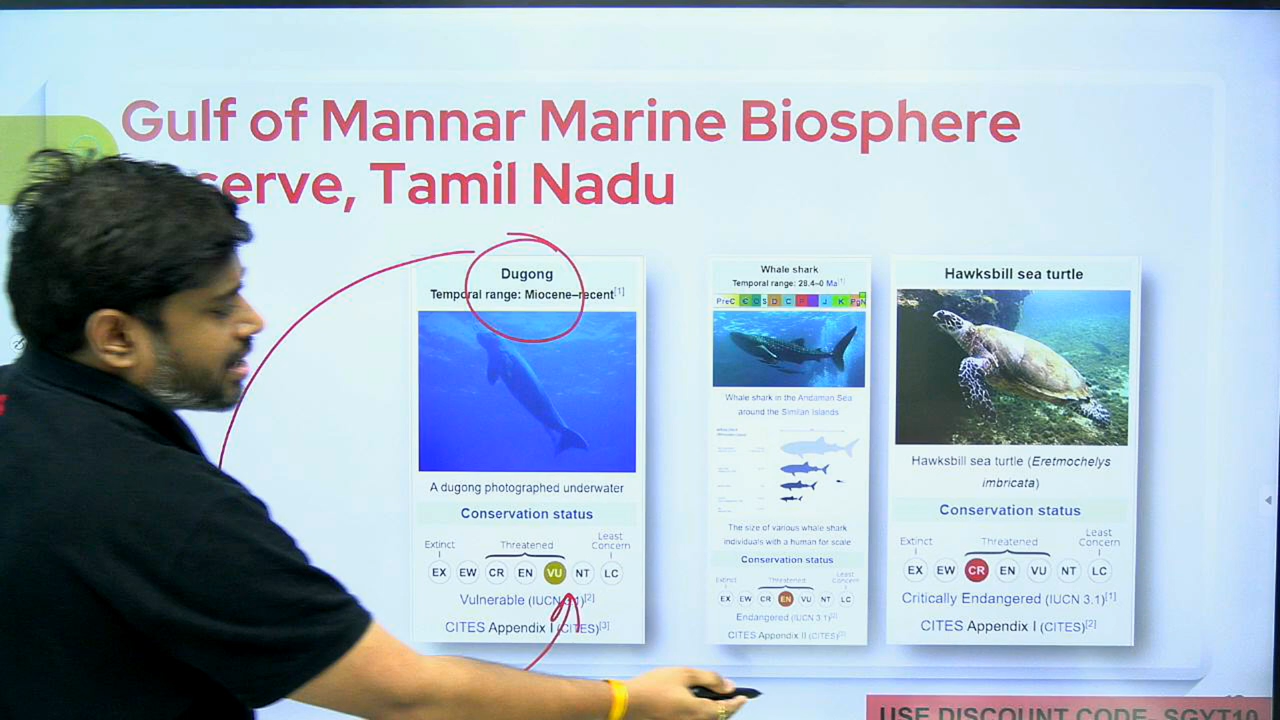 Gulf of Mannar Marine Biosphere
serve, Tamil Nadu
Dugong
Temporal range: Miocene–recent[1]
A dugong photographed underwater
Conservation status
Extinct Threatened Least Concern
EX EW CR EN VU NT LC
Vulnerable (IUCN 3.1)[2]
CITES Appendix I (CITES)[3]
Whale shark
Temporal range: 28.4–0 Ma[1]
PreC Є O S D C P T J K Pg N
Whale shark in the Andaman Sea
around the Similan Islands
The size of various whale shark
individuals with a human for scale
Conservation status
Extinct Threatened Least Concern
EX EW CR EN VU NT LC
Endangered (IUCN 3.1)[2]
CITES Appendix II (CITES)[3]
Hawksbill sea turtle
Hawksbill sea turtle (Eretmochelys
imbricata)
Conservation status
Extinct Threatened Least Concern
EX EW CR EN VU NT LC
Critically Endangered (IUCN 3.1)[1]
CITES Appendix I (CITES)[2]
USE DISCOUNT CODE SGYT10